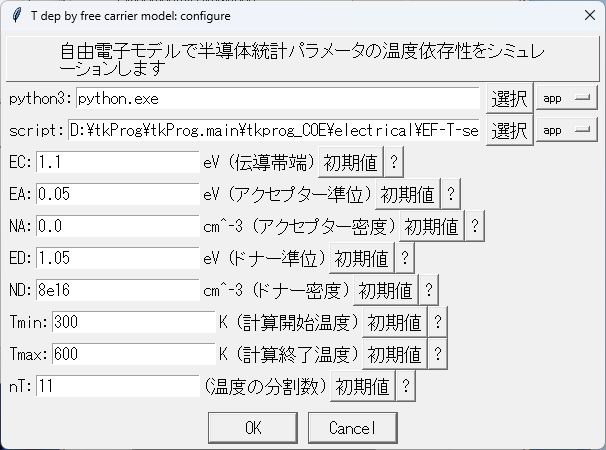 T dep by free carrier model: configure
自由電子モデルで半導体統計パラメータの温度依存性をシミュレ
ーションします
python3: python.exe 選択 app
script: D:\tkProg\tkProg.main\tkprog_COE\electrical\EF-T-se 選択 app
EC: 1.1 eV (伝導帯端) 初期値 ?
EA: 0.05 eV (アクセプター準位) 初期値 ?
NA: 0.0 cm^-3 (アクセプター密度) 初期値 ?
ED: 1.05 eV (ドナー準位) 初期値 ?
ND: 8e16 cm^-3 (ドナー密度) 初期値 ?
Tmin: 300 K (計算開始温度) 初期値 ?
Tmax: 600 K (計算終了温度) 初期値 ?
nT: 11 (温度の分割数) 初期値 ?
OK Cancel